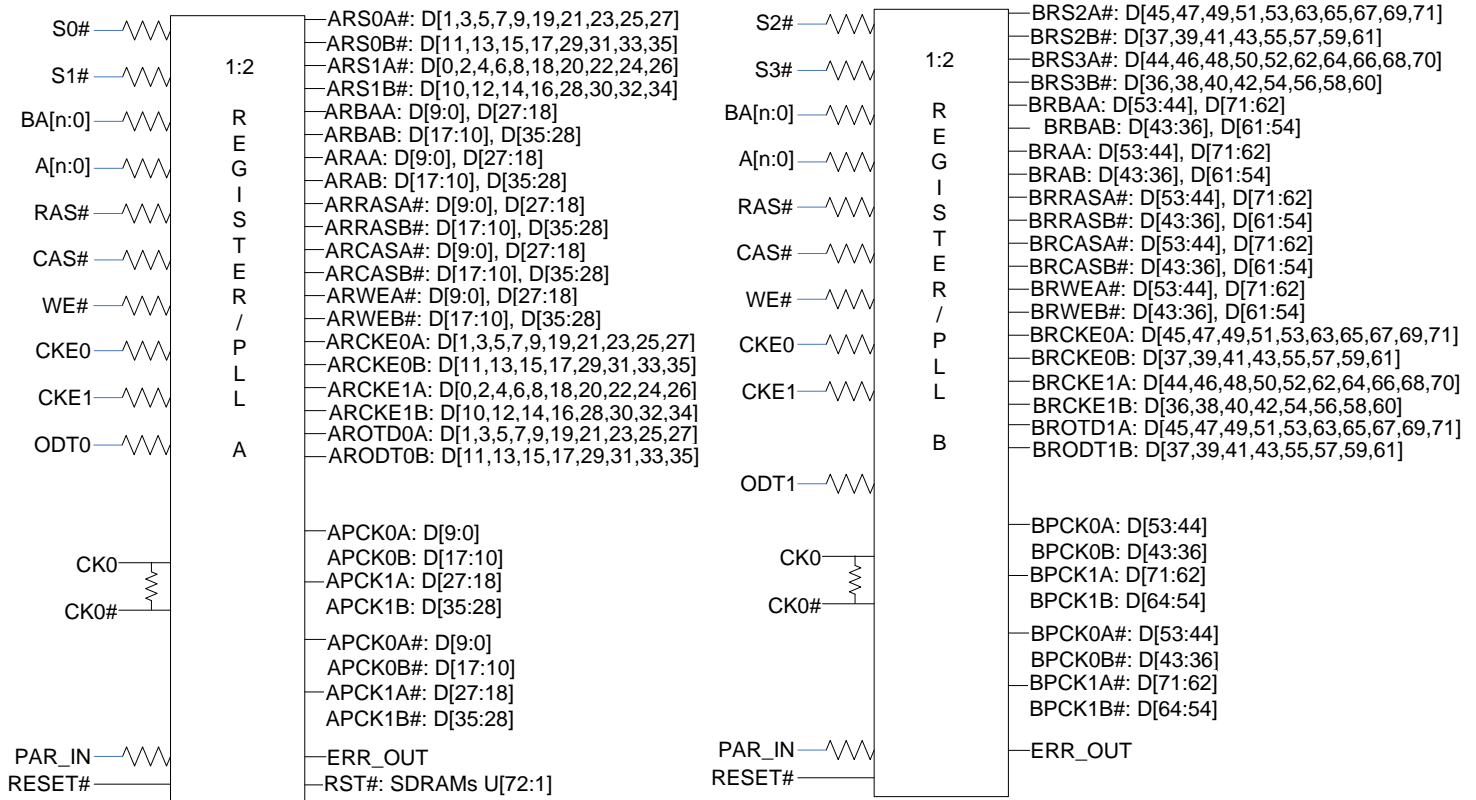 S0#
S1#
BA[n:0]
A[n:0]
RAS#
CAS#
WE#
CKE0
CKE1
ODT0
CK0
CK0#
PAR_IN
RESET#
1:2
R
E
G
I
S
T
E
R
/
P
L
L
A
ARS0A#: D[1,3,5,7,9,19,21,23,25,27]
ARS0B#: D[11,13,15,17,29,31,33,35]
ARS1A#: D[0,2,4,6,8,18,20,22,24,26]
ARS1B#: D[10,12,14,16,28,30,32,34]
ARBAA: D[9:0], D[27:18]
ARBAB: D[17:10], D[35:28]
ARAA: D[9:0], D[27:18]
ARAB: D[17:10], D[35:28]
ARRASA#: D[9:0], D[27:18]
ARRASB#: D[17:10], D[35:28]
ARCASA#: D[9:0], D[27:18]
ARCASB#: D[17:10], D[35:28]
ARWEA#: D[9:0], D[27:18]
ARWEB#: D[17:10], D[35:28]
ARCKE0A: D[1,3,5,7,9,19,21,23,25,27]
ARCKE0B: D[11,13,15,17,29,31,33,35]
ARCKE1A: D[0,2,4,6,8,18,20,22,24,26]
ARCKE1B: D[10,12,14,16,28,30,32,34]
AROTD0A: D[1,3,5,7,9,19,21,23,25,27]
ARODT0B: D[11,13,15,17,29,31,33,35]
APCK0A: D[9:0]
APCK0B: D[17:10]
APCK1A: D[27:18]
APCK1B: D[35:28]
APCK0A#: D[9:0]
APCK0B#: D[17:10]
APCK1A#: D[27:18]
APCK1B#: D[35:28]
ERR_OUT
RST#: SDRAMs U[72:1]
S2#
S3#
BA[n:0]
A[n:0]
RAS#
CAS#
WE#
CKE0
CKE1
ODT1
CK0
CK0#
PAR_IN
RESET#
1:2
R
E
G
I
S
T
E
R
/
P
L
L
B
BRS2A#: D[45,47,49,51,53,63,65,67,69,71]
BRS2B#: D[37,39,41,43,55,57,59,61]
BRS3A#: D[44,46,48,50,52,62,64,66,68,70]
BRS3B#: D[36,38,40,42,54,56,58,60]
BRBAA: D[53:44], D[71:62]
BRBAB: D[43:36], D[61:54]
BRAA: D[53:44], D[71:62]
BRAB: D[43:36], D[61:54]
BRRASA#: D[53:44], D[71:62]
BRRASB#: D[43:36], D[61:54]
BRCASA#: D[53:44], D[71:62]
BRCASB#: D[43:36], D[61:54]
BRWEA#: D[53:44], D[71:62]
BRWEB#: D[43:36], D[61:54]
BRCKE0A: D[45,47,49,51,53,63,65,67,69,71]
BRCKE0B: D[37,39,41,43,55,57,59,61]
BRCKE1A: D[44,46,48,50,52,62,64,66,68,70]
BRCKE1B: D[36,38,40,42,54,56,58,60]
BROTD1A: D[45,47,49,51,53,63,65,67,69,71]
BRODT1B: D[37,39,41,43,55,57,59,61]
BPCK0A: D[53:44]
BPCK0B: D[43:36]
BPCK1A: D[71:62]
BPCK1B: D[64:54]
BPCK0A#: D[53:44]
BPCK0B#: D[43:36]
BPCK1A#: D[71:62]
BPCK1B#: D[64:54]
ERR_OUT